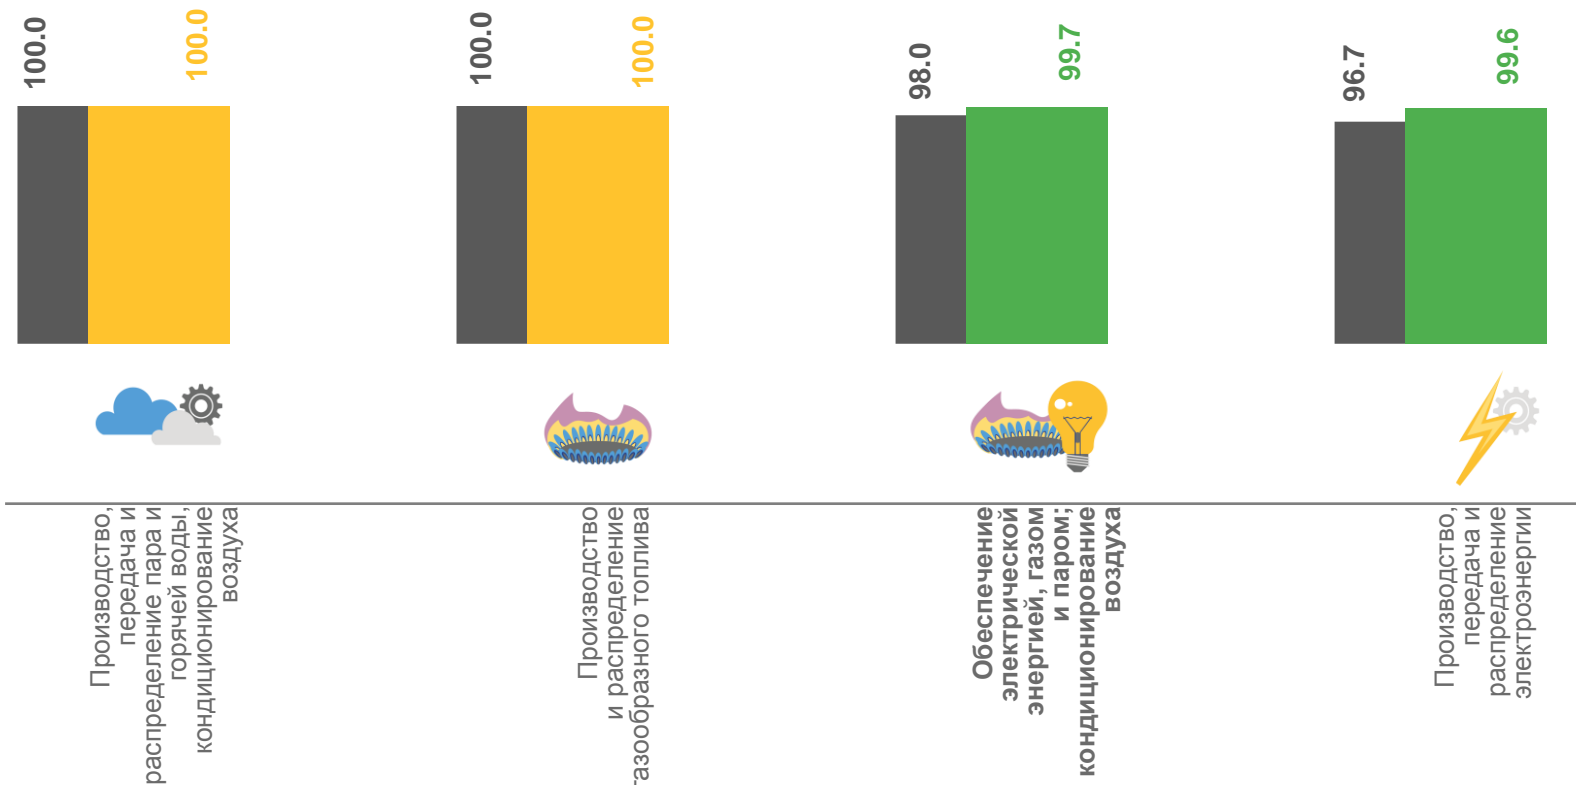 100.0
100.0
100.0
100.0
98.0
99.7
96.7
99.6
Производство,
передача и
распределение пара и
горячей воды,
кондиционирование
воздуха
Производство
и распределение
газообразного топлива
Обеспечение
электрической
энергией, газом
и паром;
кондиционирование
воздуха
Производство,
передача и
распределение
электроэнергии